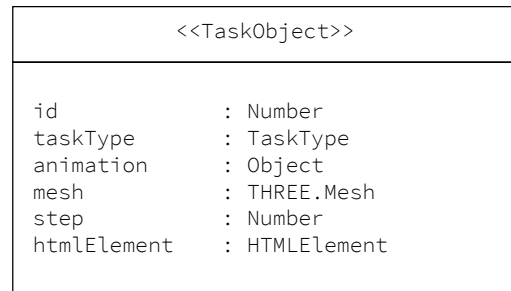 <<TaskObject>>
id : Number
taskType : TaskType
animation : Object
mesh : THREE.Mesh
step : Number
htmlElement : HTMLElement